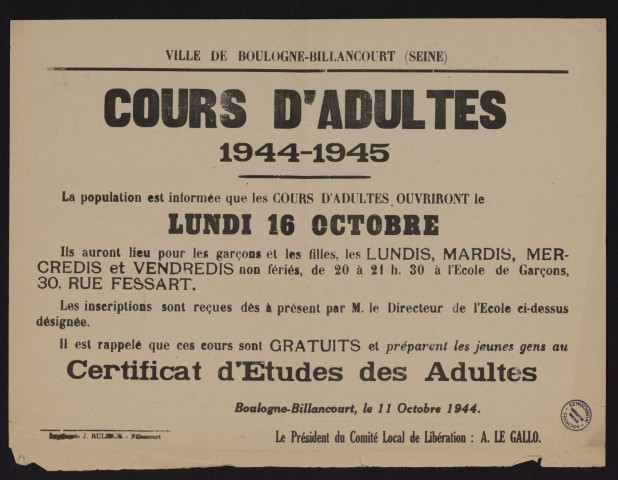 VILLE DE BOULOGNE-BILLANCOURT (SEINE)
COURS D'ADULTES
1944-1945
La population est informée que les COURS D'ADULTES OUVRIRONT le
LUNDI 16 OCTOBRE
Ils auront lieu pour les garçons et les filles, les LUNDIS, MARDIS, MER-
CREDIS et VENDREDIS non fériés, de 20 à 21 h. 30 à l'Ecole de Garçons,
30, RUE FESSART.
Les inscriptions sont reçues dès à présent par M. le Directeur de l'Ecole ci-dessus
désignée.
Il est rappelé que ces cours sont GRATUITS et préparent les jeunes gens au
Certificat d'Etudes des Adultes
Boulogne-Billancourt, le 11 Octobre 1944.
J. - Billancourt
Le Président du Comité Local de Libération : A. LE GALLO.